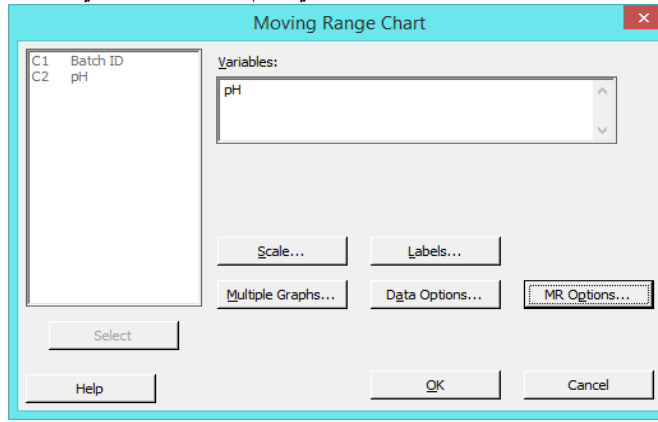 Moving Range Chart
C1 Batch ID
C2 pH
Variables:
pH
Scale...
Labels...
Multiple Graphs...
Data Options...
MR Options...
Select
Help
OK
Cancel